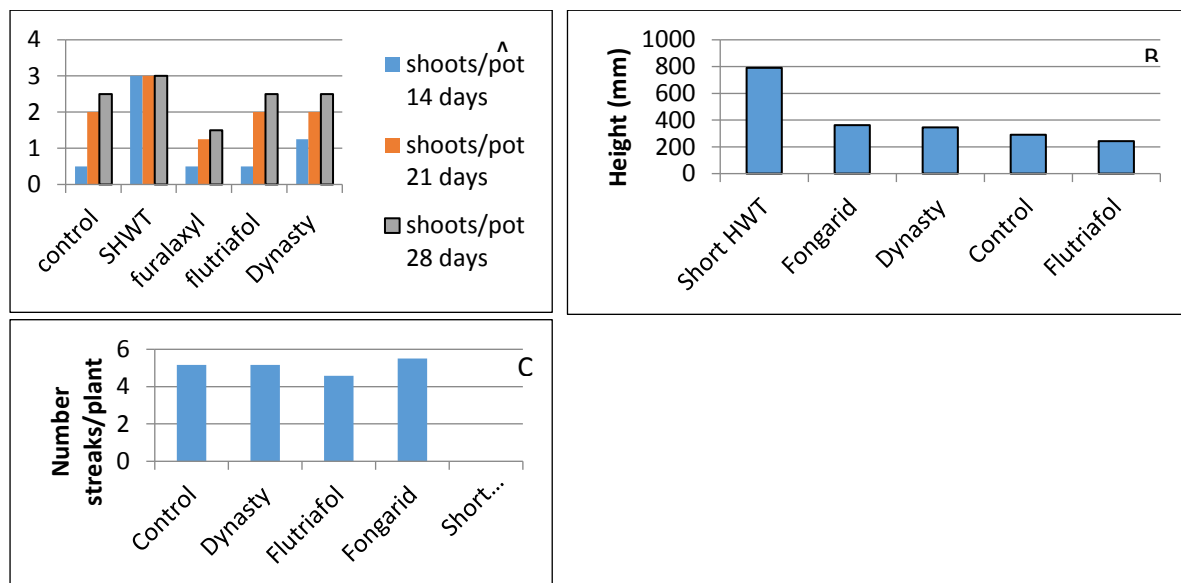 4
3
2
1
0
control
SHWT
furalaxyl
flutriafol
Dynasty
A
shoots/pot
14 days
shoots/pot
21 days
shoots/pot
28 days
1000
800
600
400
200
0
Height (mm)
Short HWT
Fongarid
Dynasty
Control
Flutriafol
6
4
2
0
Number
streaks/plant
Control
Dynasty
Flutriafol
Fongarid
Short...
C